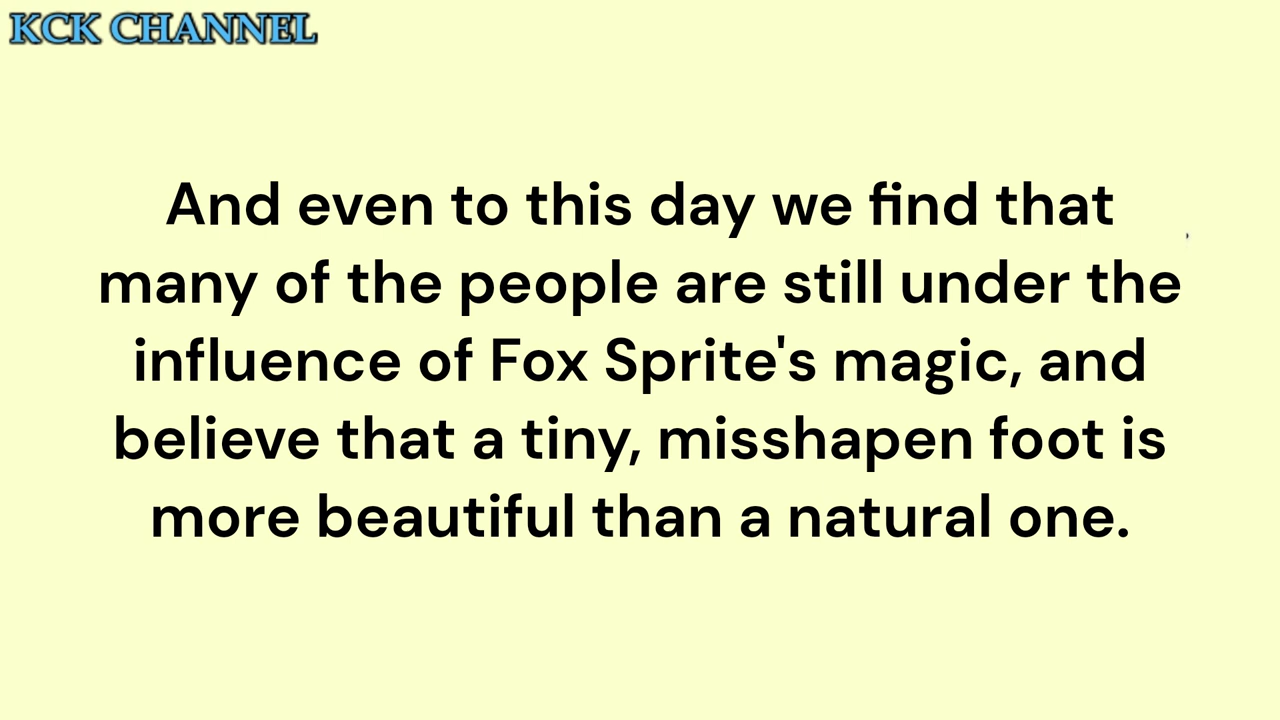 KCK CHANNEL
And even to this day we find that
many of the people are still under the
influence of Fox Sprite's magic, and
believe that a tiny, misshapen foot is
more beautiful than a natural one.